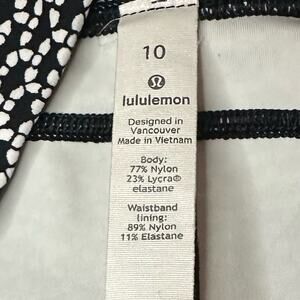 10
lululemon
Designed in
Vancouver
Made in Vietnam
Body:
77% Nylon
23% Lycra®
elastane
Waistband
lining:
89% Nylon
11% Elastane